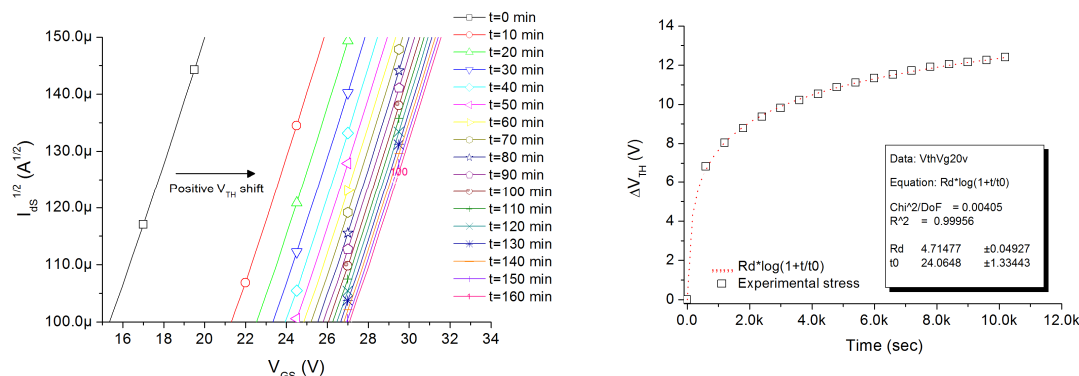 150.0µ
140.0µ
130.0µ
120.0µ
110.0µ
100.0µ
I_dS^1/2 (A^1/2)
Positive V_TH shift
100
16 18 20 22 24 26 28 30 32 34
V_GS (V)
t=0 min
t=10 min
t=20 min
t=30 min
t=40 min
t=50 min
t=60 min
t=70 min
t=80 min
t=90 min
t=100 min
t=110 min
t=120 min
t=130 min
t=140 min
t=150 min
t=160 min
14
12
10
8
6
4
2
0
ΔV_TH (V)
Data: VthVg20v
Equation: Rd*log(1+t/t0)
Chi^2/DoF = 0.00405
R^2 = 0.99956
Rd 4.71477 ±0.04927
t0 24.0648 ±1.33443
Rd*log(1+t/t0)
Experimental stress
0.0 2.0k 4.0k 6.0k 8.0k 10.0k 12.0k
Time (sec)